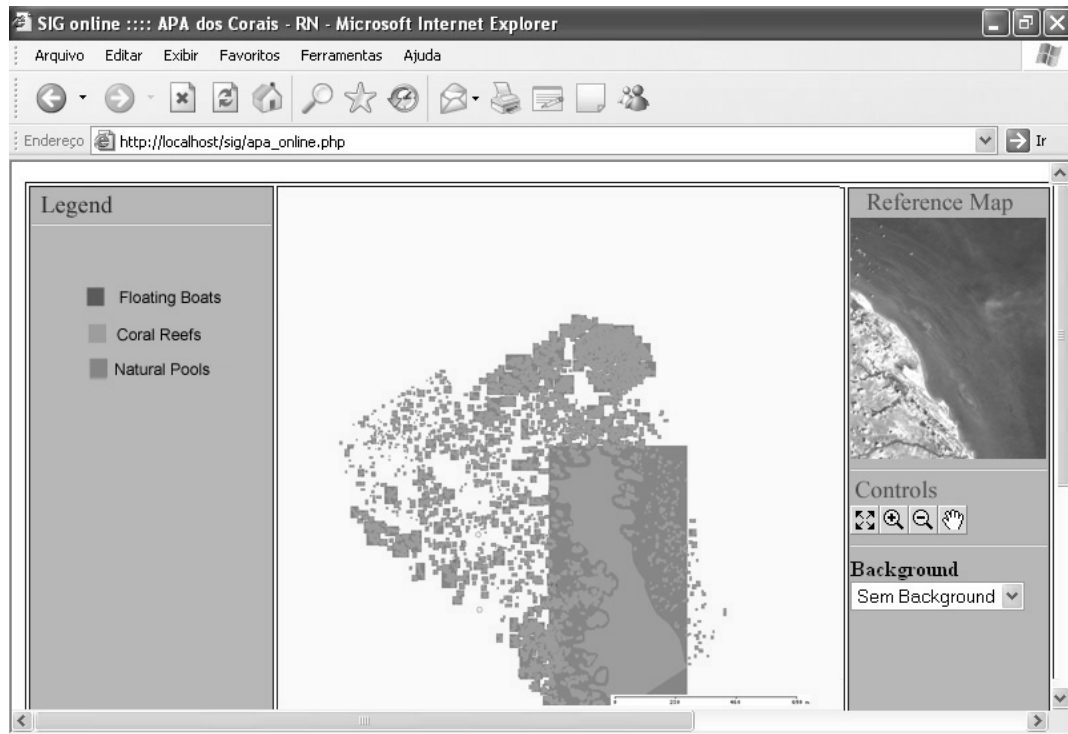 SIG online :::: APA dos Corais - RN - Microsoft Internet Explorer
Arquivo Editar Exibir Favoritos Ferramentas Ajuda
Endereço http://localhost/sig/apa_online.php Ir
Legend
Floating Boats
Coral Reefs
Natural Pools
Reference Map
Controls
Background
Sem Background